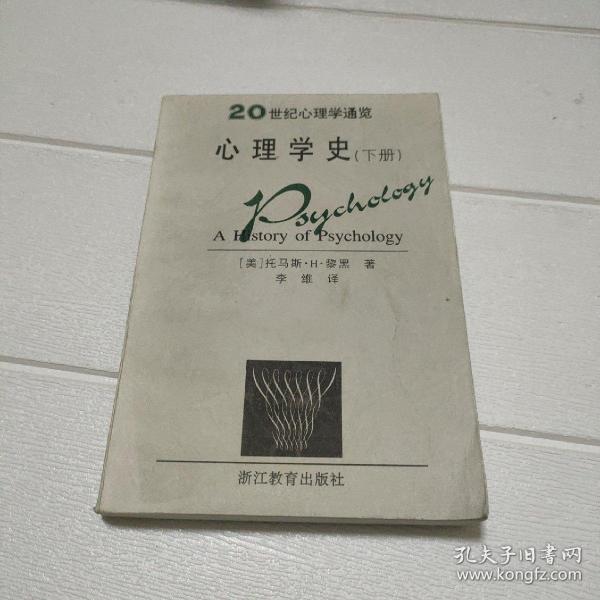 20世纪心理学通览
心理学史(下册)
Psychology
A History of Psychology
[美]托马斯·H·黎黑 著
李维 译
浙江教育出版社
孔夫子旧书网
www.kongfz.com